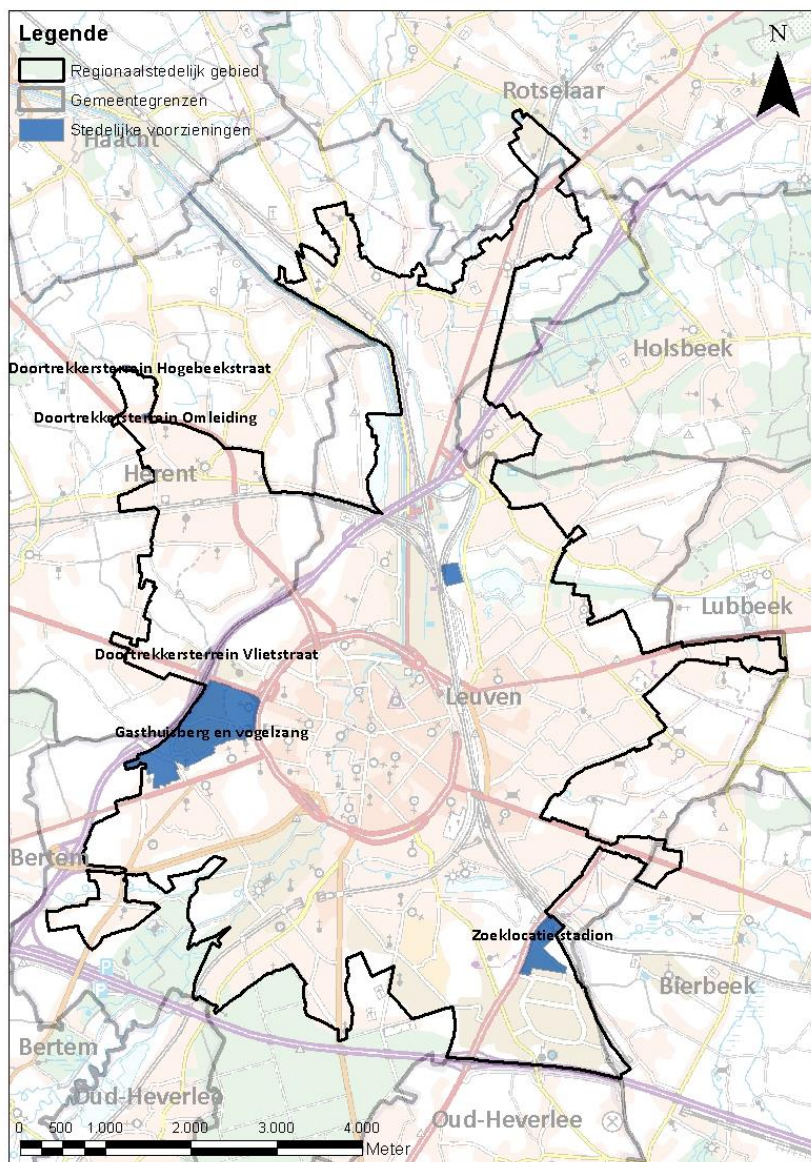 Legende
N
Regionaalstedelijk gebied
Gemeentegrenzen
Stedelijke voorzieningen
Rotselaar
Haacht
Holsbeek
Doortrekkersterrein Hogebeekstraat
Doortrekkersterrein Omleiding
Herent
Lubbeek
Doortrekkersterrein Vlietstraat
Leuven
Gasthuisberg en vogelzang
Bertem
Zoeklocatie stadion
P
P
Bierbeek
Bertem
Oud-Heverlee
Oud-Heverlee
0 500 1.000 2.000 3.000 4.000
Meter